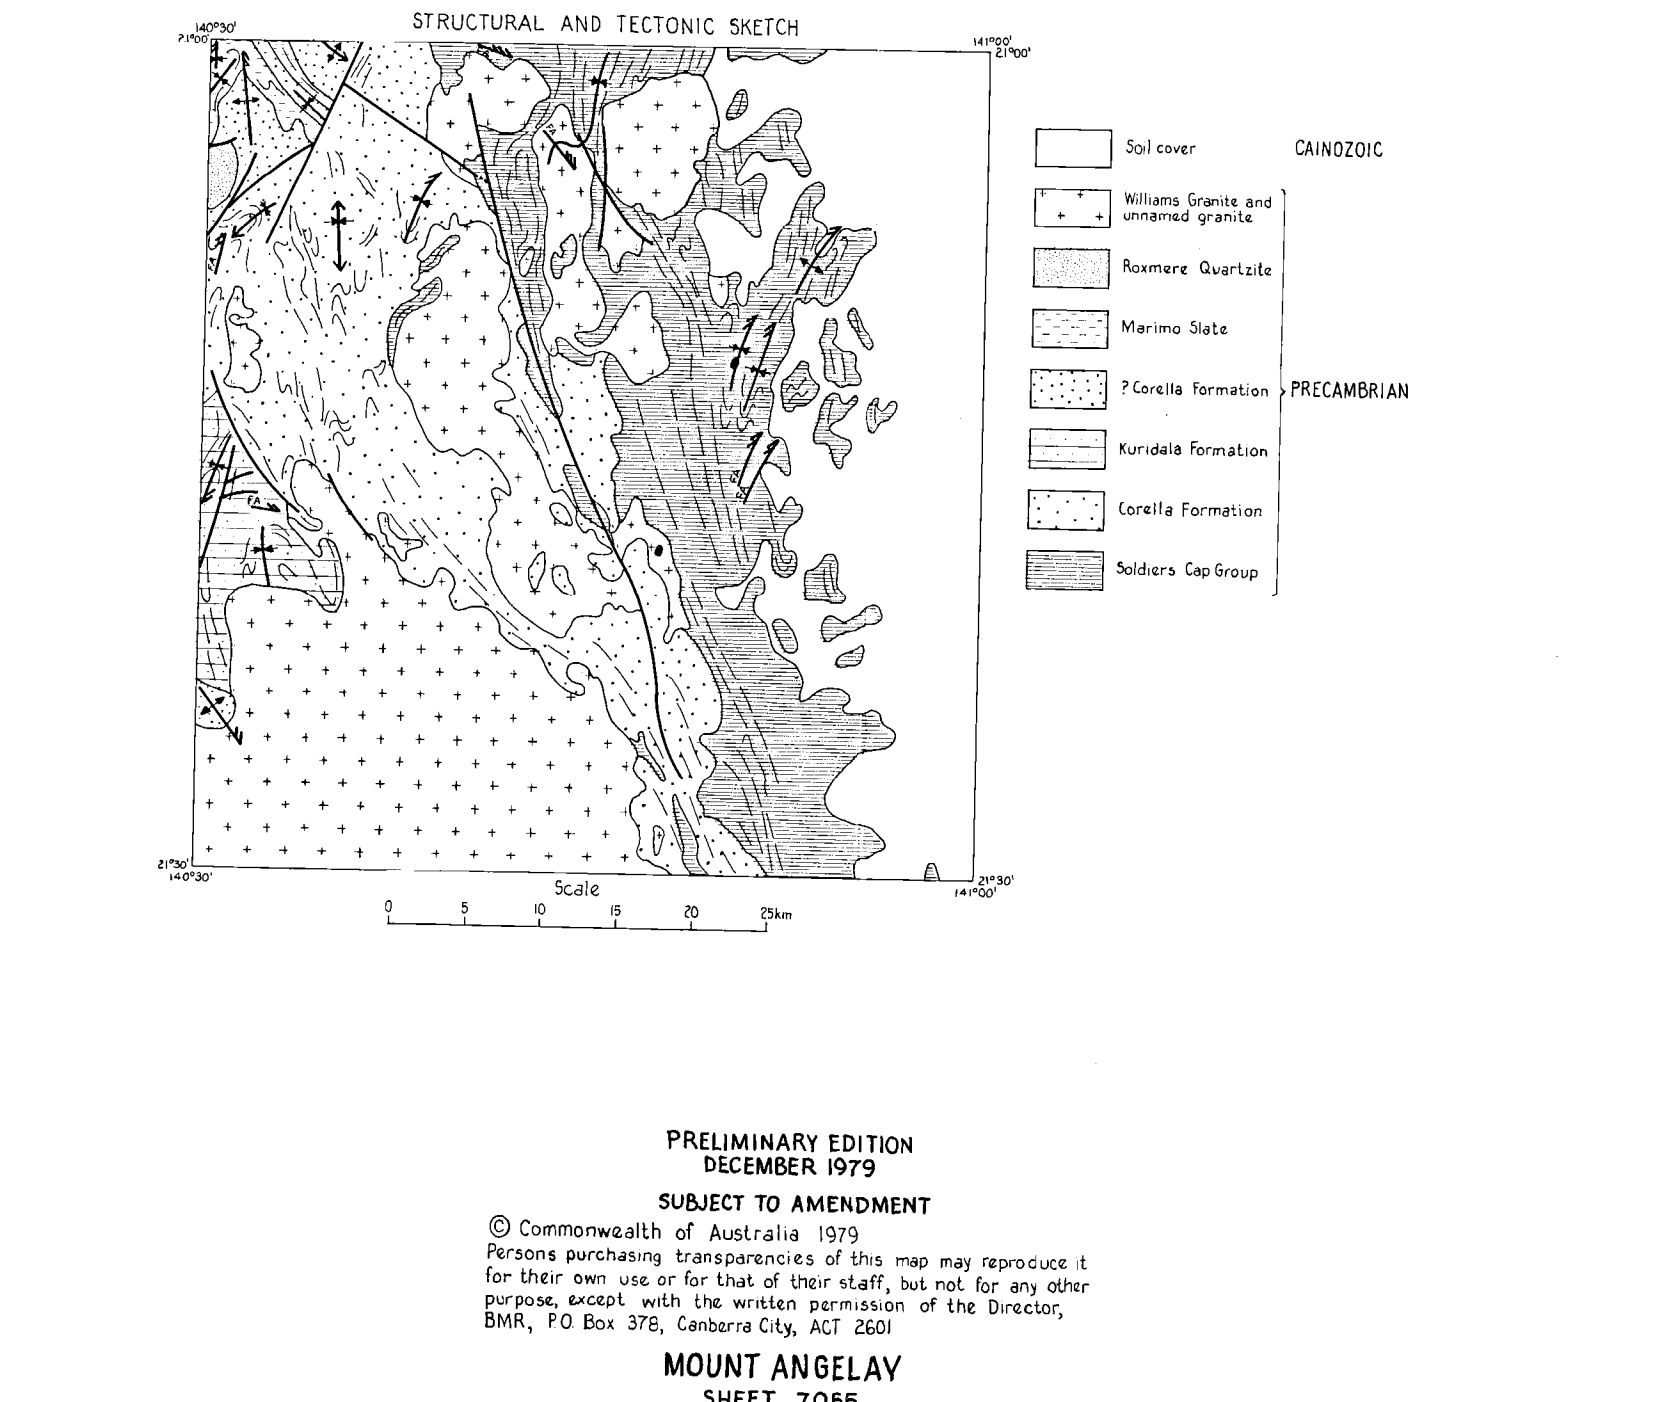 STRUCTURAL AND TECTONIC SKETCH
140°30'
21°00'
141°00'
21°00'
Soil cover
CAINOZOIC
Williams Granite and
unnamed granite
Roxmere Quartzite
Marimo Slate
? Corella Formation
PRECAMBRIAN
Kuridala Formation
Corella Formation
Soldiers Cap Group
FA
FA
FA
FA
FA
21°30'
140°30'
21°30'
141°00'
Scale
0 5 10 15 20 25km
PRELIMINARY EDITION
DECEMBER 1979
SUBJECT TO AMENDMENT
© Commonwealth of Australia 1979
Persons purchasing transparencies of this map may reproduce it
for their own use or for that of their staff, but not for any other
purpose, except with the written permission of the Director,
BMR, P.O. Box 378, Canberra City, ACT 2601
MOUNT ANGELAY
SHEET